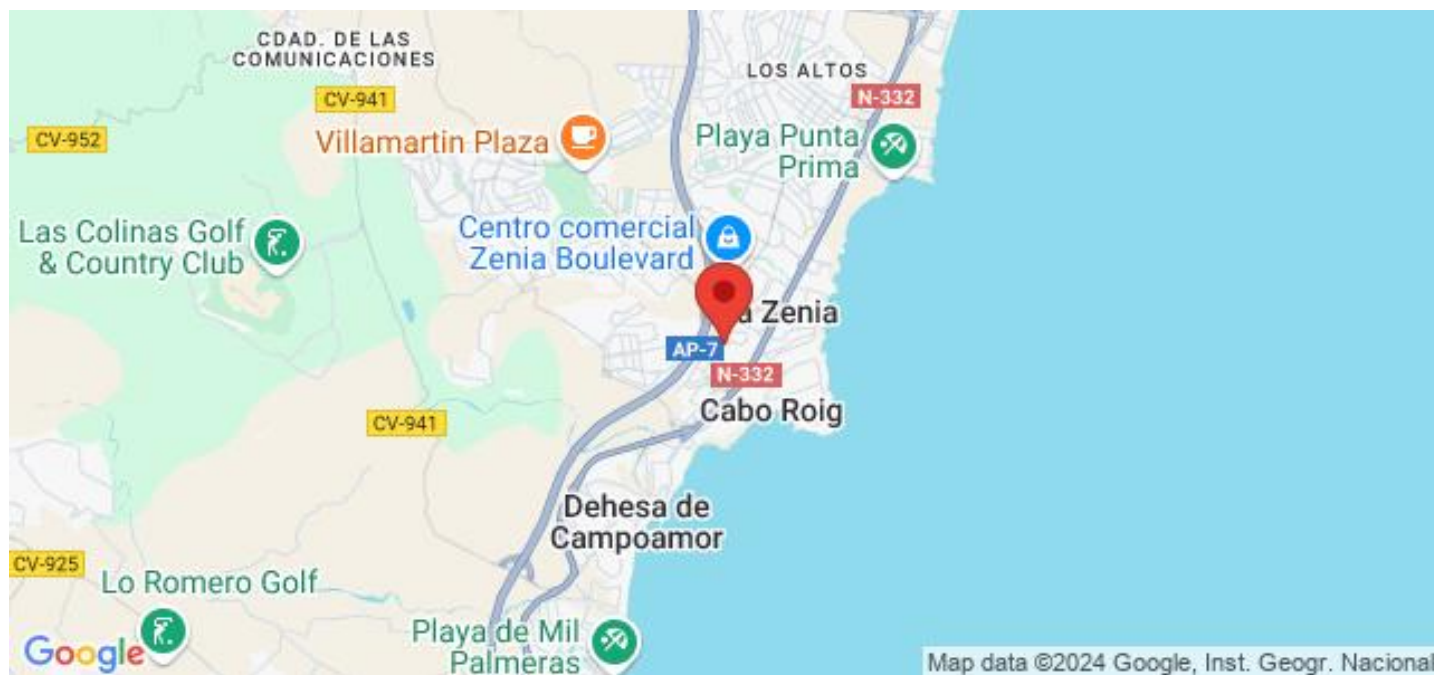 CDAD. DE LAS
COMUNICACIONES
LOS ALTOS
CV-941
N-332
CV-952
Villamartin Plaza
Playa Punta
Prima
Las Colinas Golf
& Country Club
Centro comercial
Zenia Boulevard
a Zenia
AP-7
N-332
Cabo Roig
CV-941
Dehesa de
Campoamor
CV-925
Lo Romero Golf
Playa de Mil
Palmeras
Google
Map data ©2024 Google, Inst. Geogr. Nacional